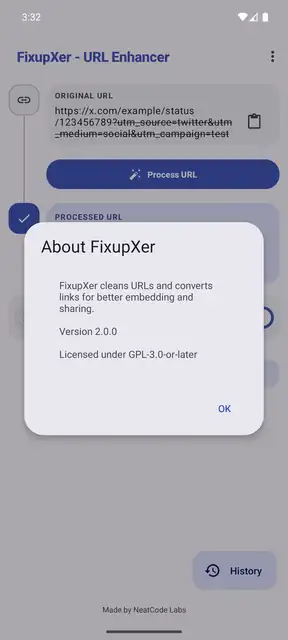 3:32
FixupXer - URL Enhancer
ORIGINAL URL
https://x.com/example/status
/123456789?utm_source=twitter&utm
_medium=social&utm_campaign=test
Process URL
PROCESSED URL
About FixupXer
FixupXer cleans URLs and converts
links for better embedding and
sharing.
Version 2.0.0
Licensed under GPL-3.0-or-later
OK
History
Made by NeatCode Labs